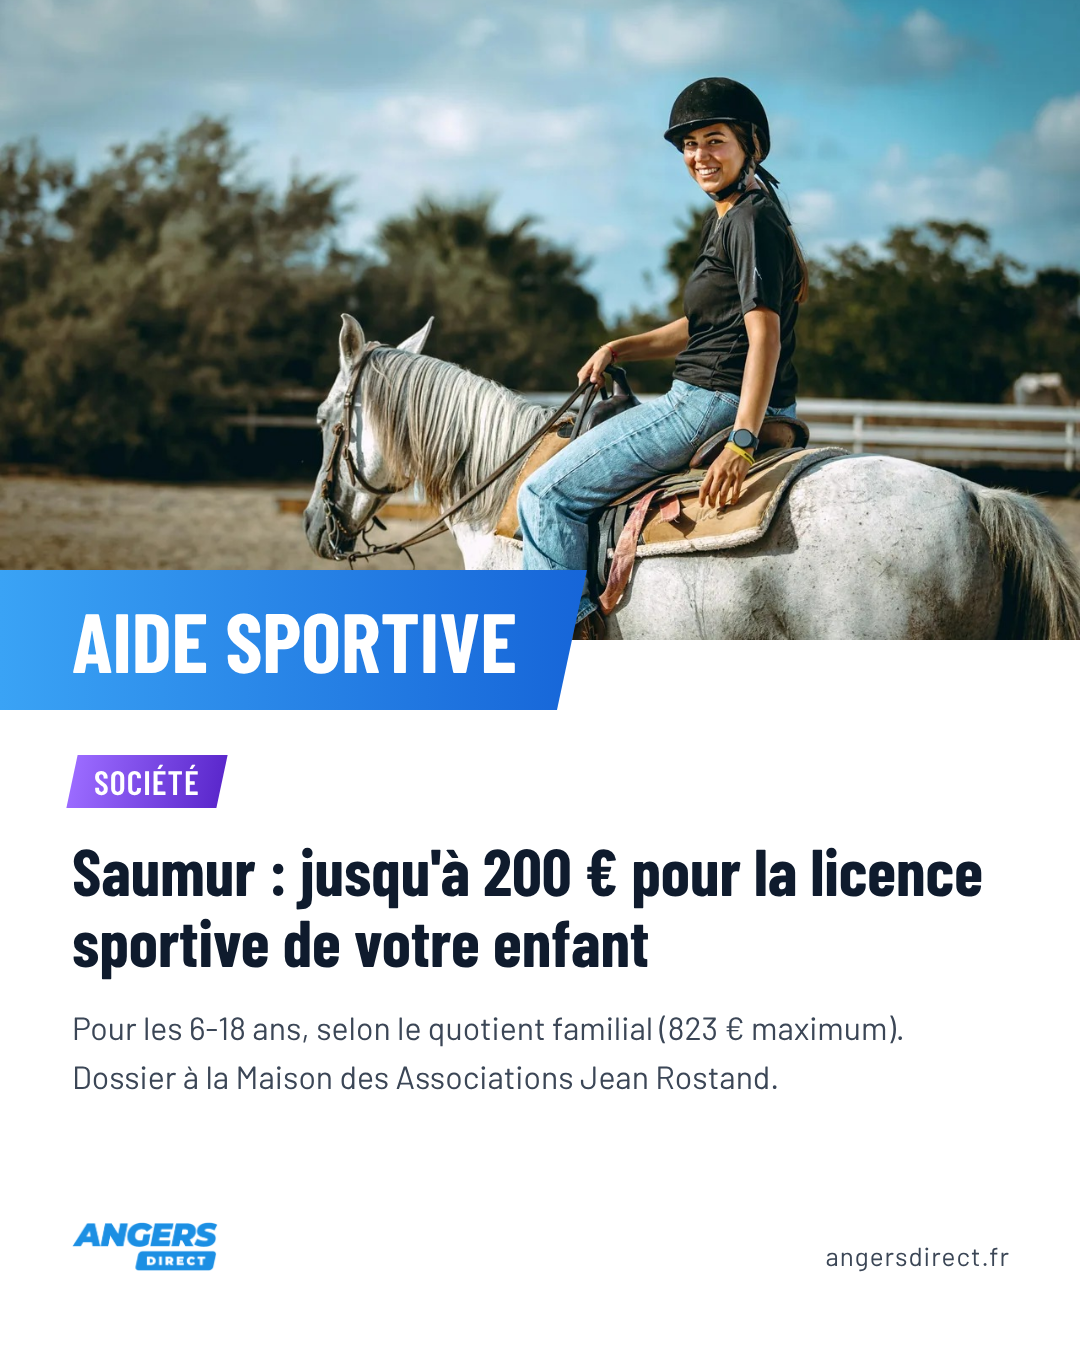 AIDE SPORTIVE
SOCIÉTÉ
Saumur : jusqu'à 200 € pour la licence
sportive de votre enfant
Pour les 6-18 ans, selon le quotient familial (823 € maximum).
Dossier à la Maison des Associations Jean Rostand.
ANGERS
DIRECT
angersdirect.fr